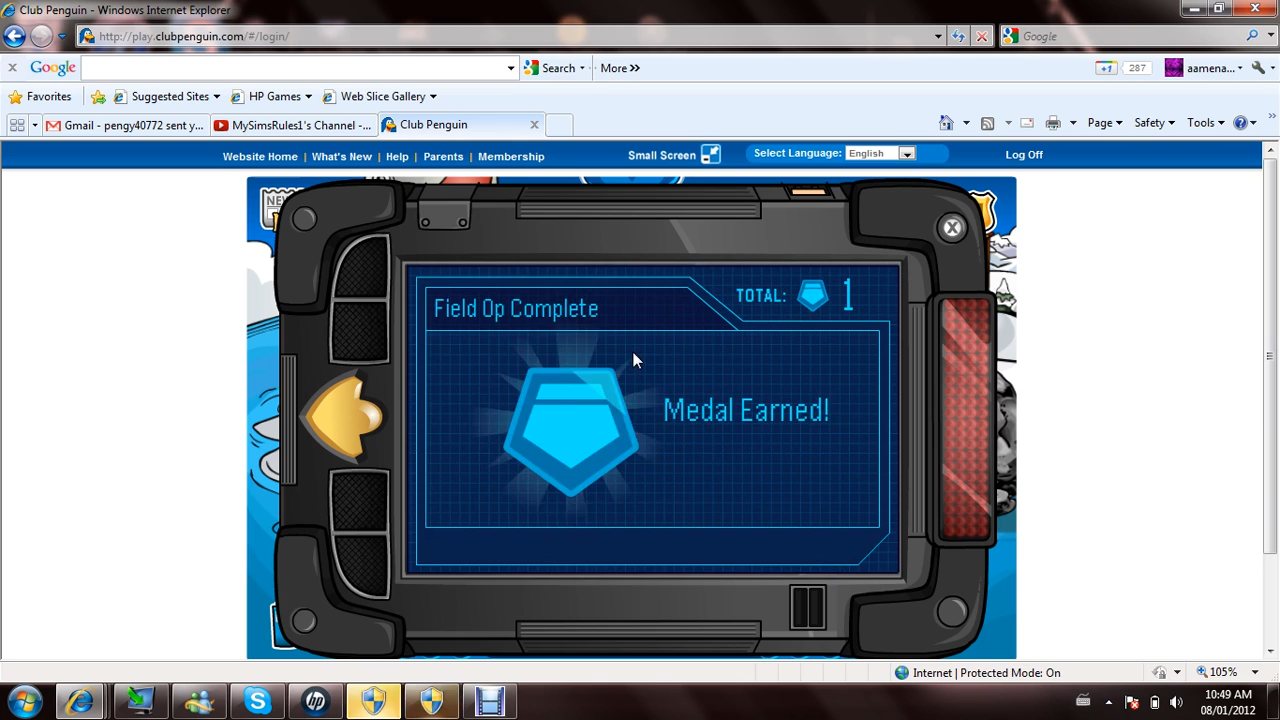 Club Penguin - Windows Internet Explorer
http://play.clubpenguin.com/#/login/
Google
Google
Search
More »
+1
287
aamena...
Favorites
Suggested Sites
HP Games
Web Slice Gallery
Gmail - pengy40772 sent y...
MySimsRules1's Channel -...
Club Penguin
Page
Safety
Tools
Website Home | What's New | Help | Parents | Membership
Small Screen
Select Language:
English
Log Off
NEW
TOTAL:
1
Field Op Complete
Medal Earned!
Internet | Protected Mode: On
105%
hp
10:49 AM
08/01/2012